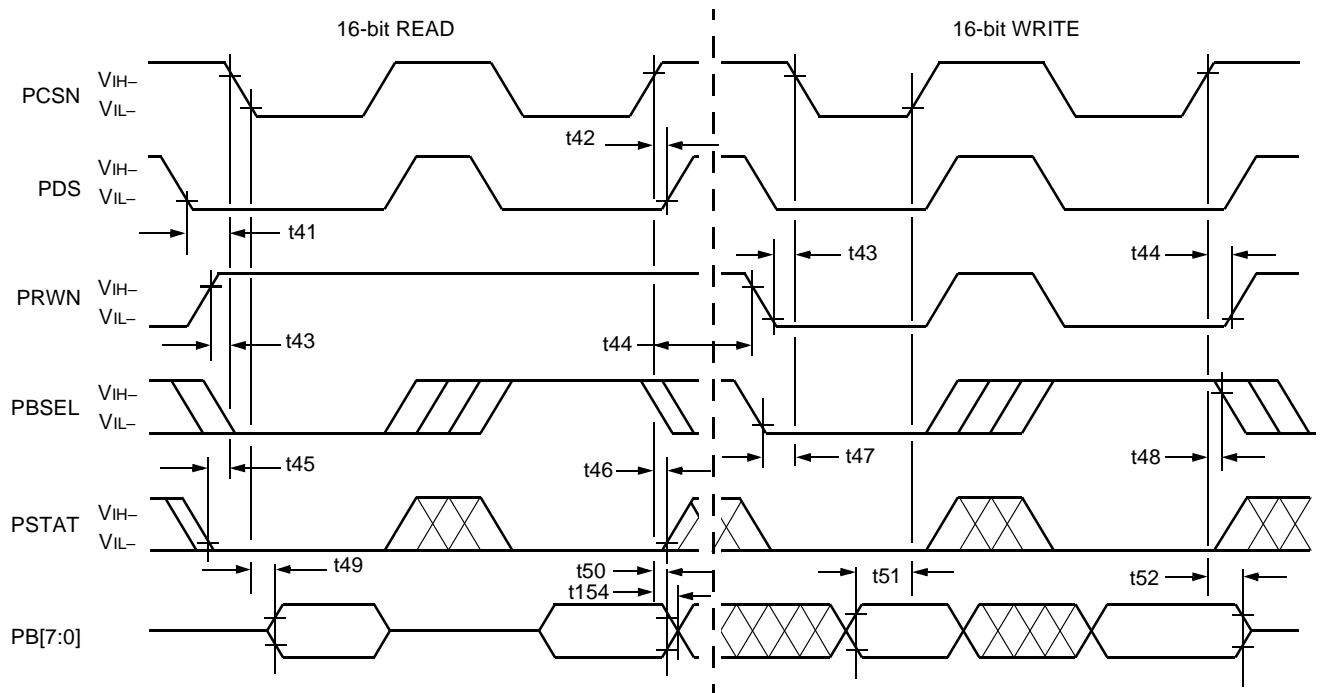 16-bit READ
16-bit WRITE
PCSN
VIH–
VIL–
t42
PDS
VIH–
VIL–
t41
t43
t44
PRWN
VIH–
VIL–
t43
t44
PBSEL
VIH–
VIL–
t45
t46
t47
t48
PSTAT
VIH–
VIL–
t49
t50
t51
t52
t154
PB[7:0]